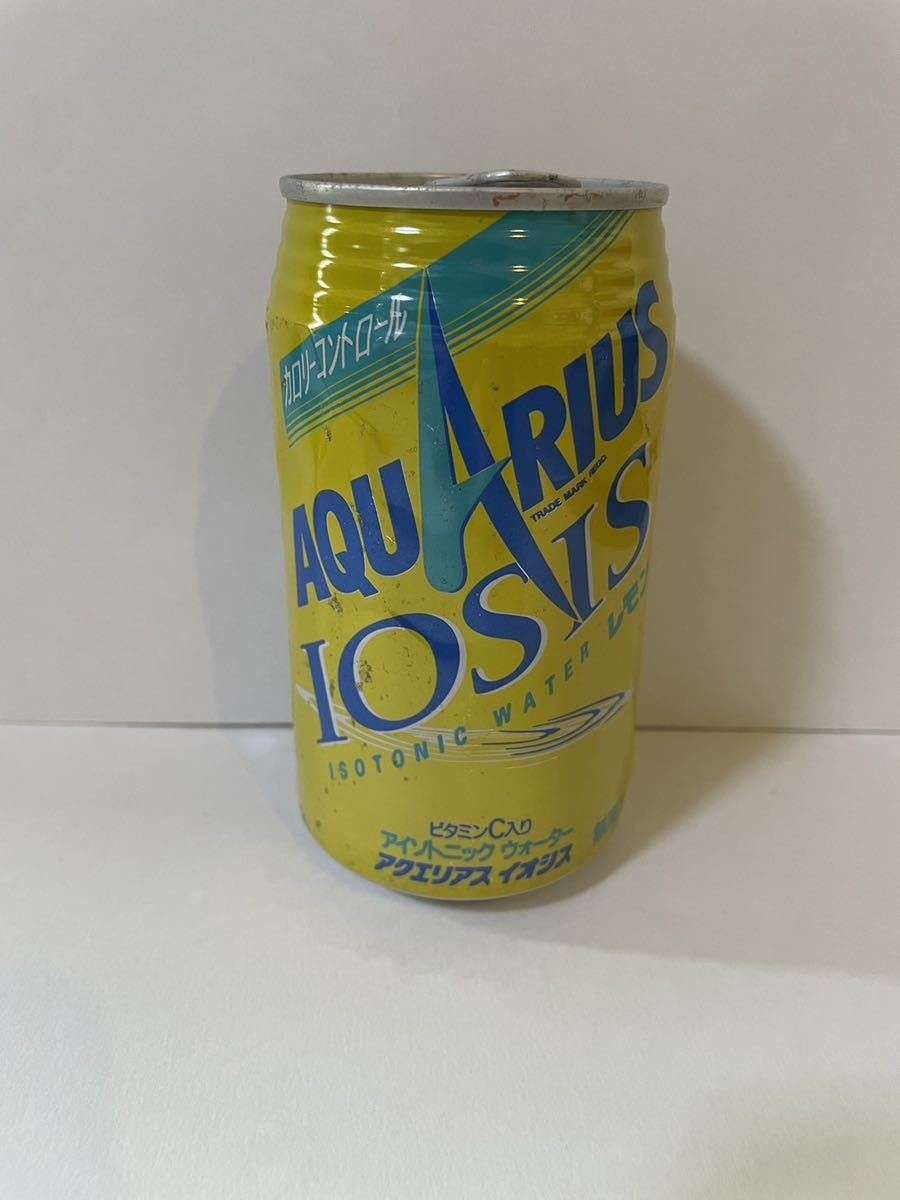 カロリーコントロール
AQUARIUS
TRADE MARK REGD
IOSIS
ISOTONIC WATER レモン
ビタミンC入り
アイソトニック ウォーター
アクエリアス イオシス